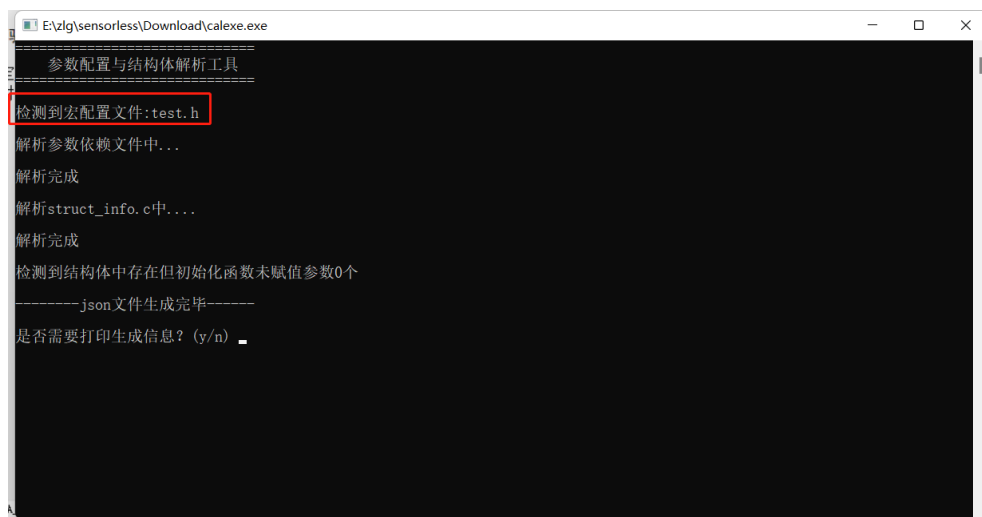 E:\zlg\sensorless\Download\calexe.exe
==============================
参数配置与结构体解析工具
==============================
检测到宏配置文件:test.h
解析参数依赖文件中...
解析完成
解析struct_info.c中....
解析完成
检测到结构体中存在但初始化函数未赋值参数0个
--------json文件生成完毕------
是否需要打印生成信息? (y/n)